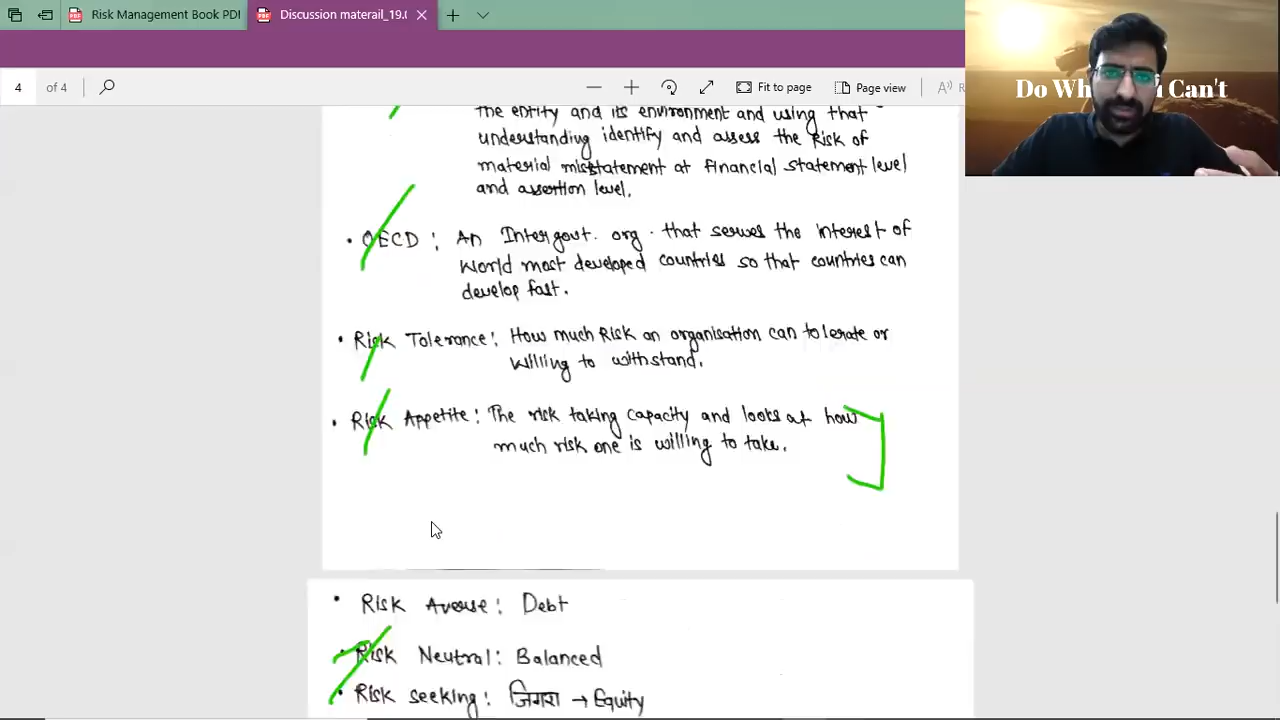 Risk Management Book PDF
Discussion materail_19.0
4 of 4
Fit to page
Page view
Do Wh Can't
the entity and its environment and using that
understanding identify and assess the Risk of
material misstatement at financial statement level
and assertion level.
• OECD : An Intergovt. org. that serves the interest of
World most developed countries so that countries can
develop fast.
• Risk Tolerance : How much Risk an organisation can tolerate or
willing to withstand.
• Risk Appetite : The risk taking capacity and looks at how
much risk one is willing to take.
• Risk Averse : Debt
• Risk Neutral : Balanced
• Risk seeking : जिगरा → Equity